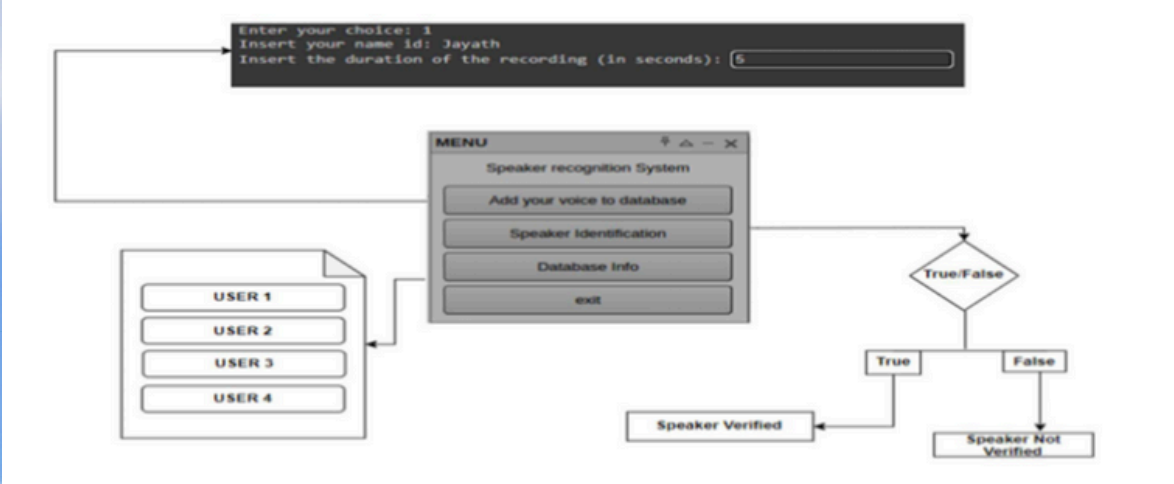 Enter your choice: 1
Insert your name id: Jayath
Insert the duration of the recording (in seconds): 5
MENU
Speaker recognition System
Add your voice to database
Speaker Identification
Database Info
exit
True/False
USER 1
USER 2
USER 3
USER 4
True
False
Speaker Verified
Speaker Not
Verified